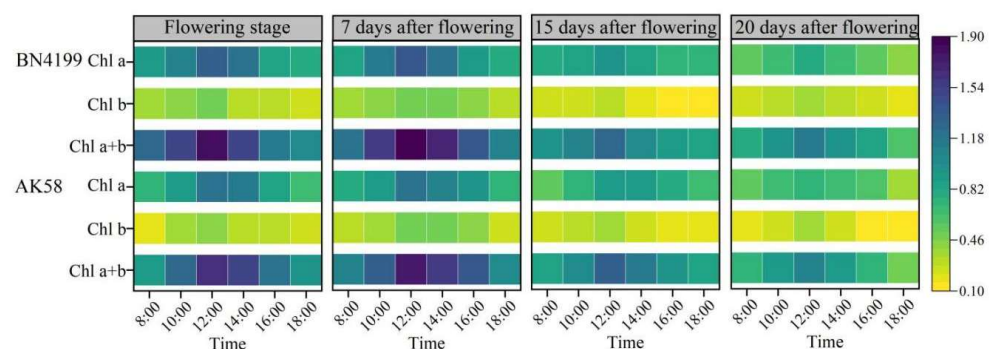 Flowering stage
7 days after flowering
15 days after flowering
20 days after flowering
BN4199 Chl a
Chl b
Chl a+b
AK58 Chl a
Chl b
Chl a+b
1.90
1.54
1.18
0.82
0.46
0.10
8:00 10:00 12:00 14:00 16:00 18:00
8:00 10:00 12:00 14:00 16:00 18:00
8:00 10:00 12:00 14:00 16:00 18:00
8:00 10:00 12:00 14:00 16:00 18:00
Time
Time
Time
Time